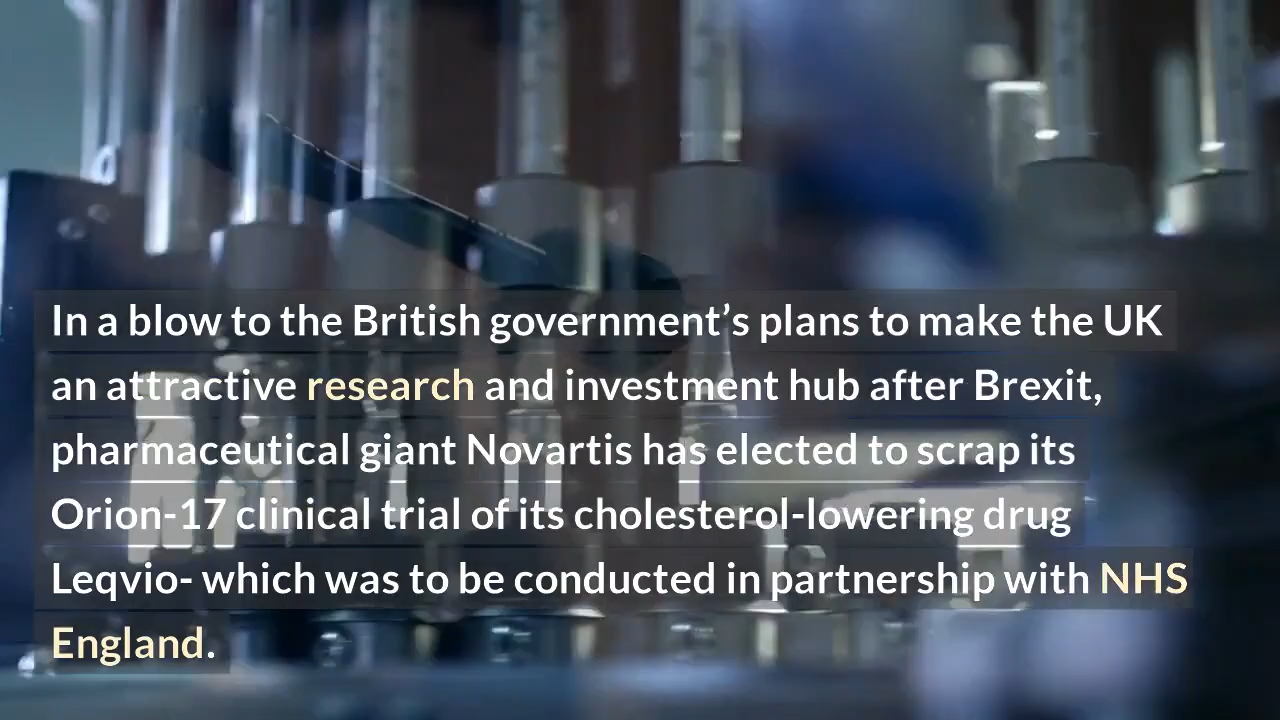 In a blow to the British government’s plans to make the UK
an attractive research and investment hub after Brexit,
pharmaceutical giant Novartis has elected to scrap its
Orion-17 clinical trial of its cholesterol-lowering drug
Leqvio- which was to be conducted in partnership with NHS
England.